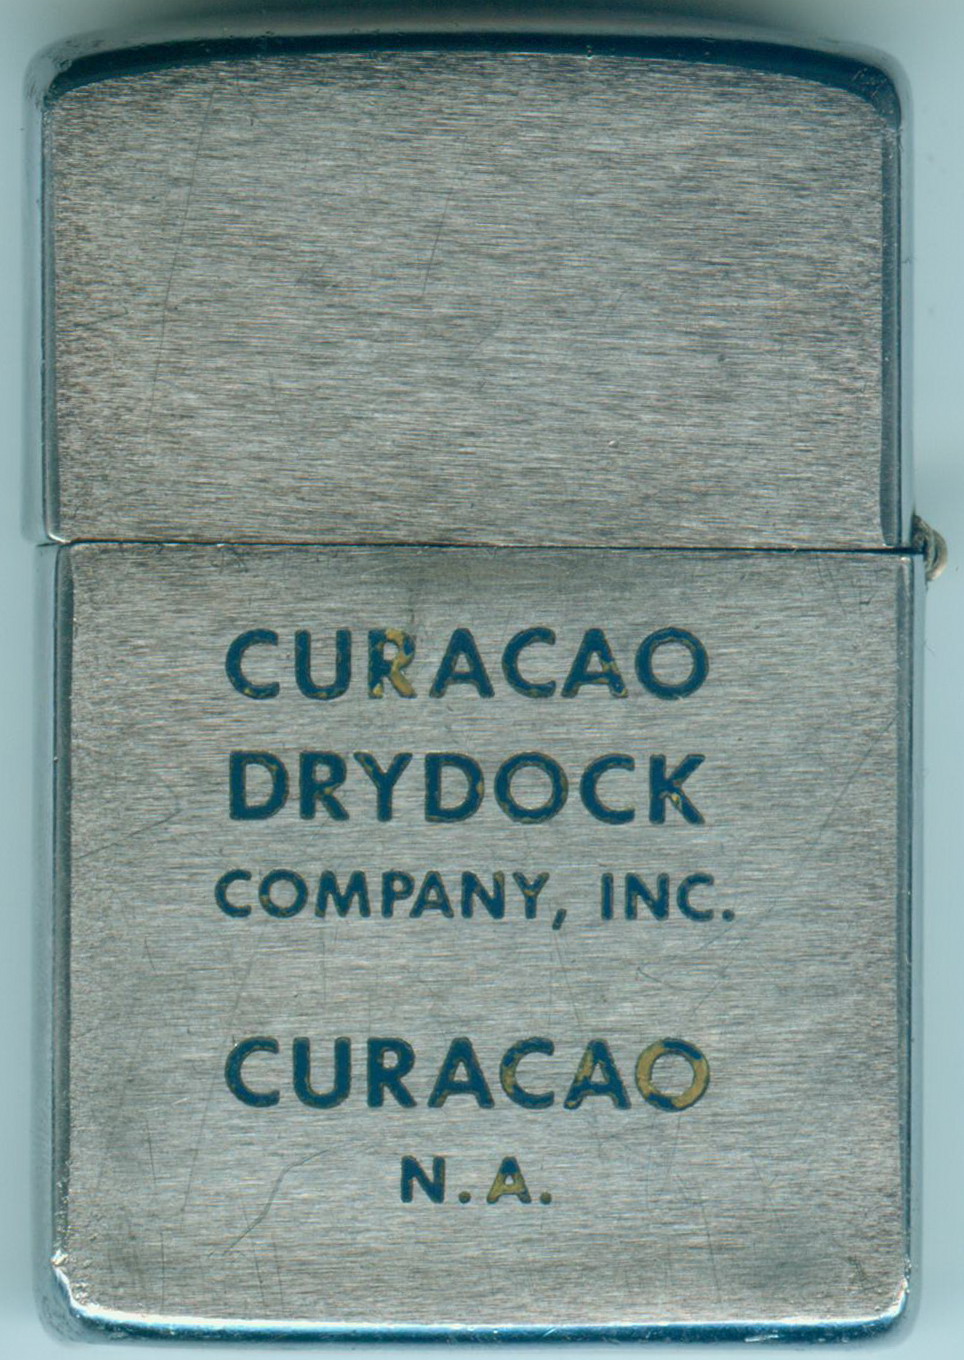 CURACAO
DRYDOCK
COMPANY, INC.
CURACAO
N.A.